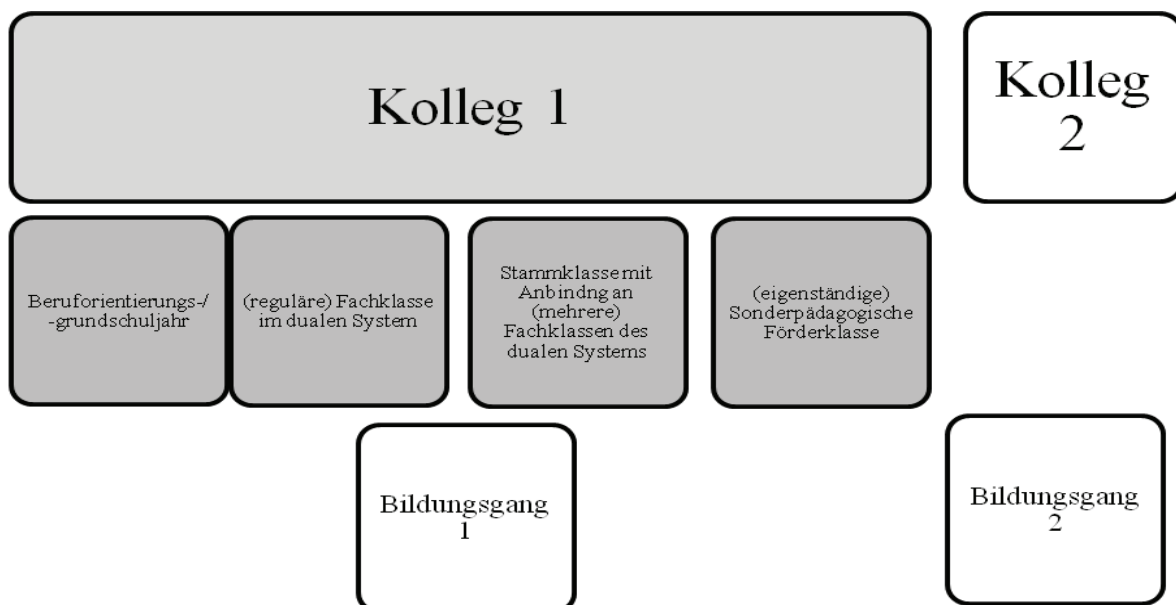 Kolleg 1
Kolleg
2
Beruforientierungs-/
-grundschuljahr
(reguläre) Fachklasse
im dualen System
Stammklasse mit
Anbindng an
(mehrere)
Fachklassen des
dualen Systems
(eigenständige)
Sonderpädagogische
Förderklasse
Bildungsgang
1
Bildungsgang
2